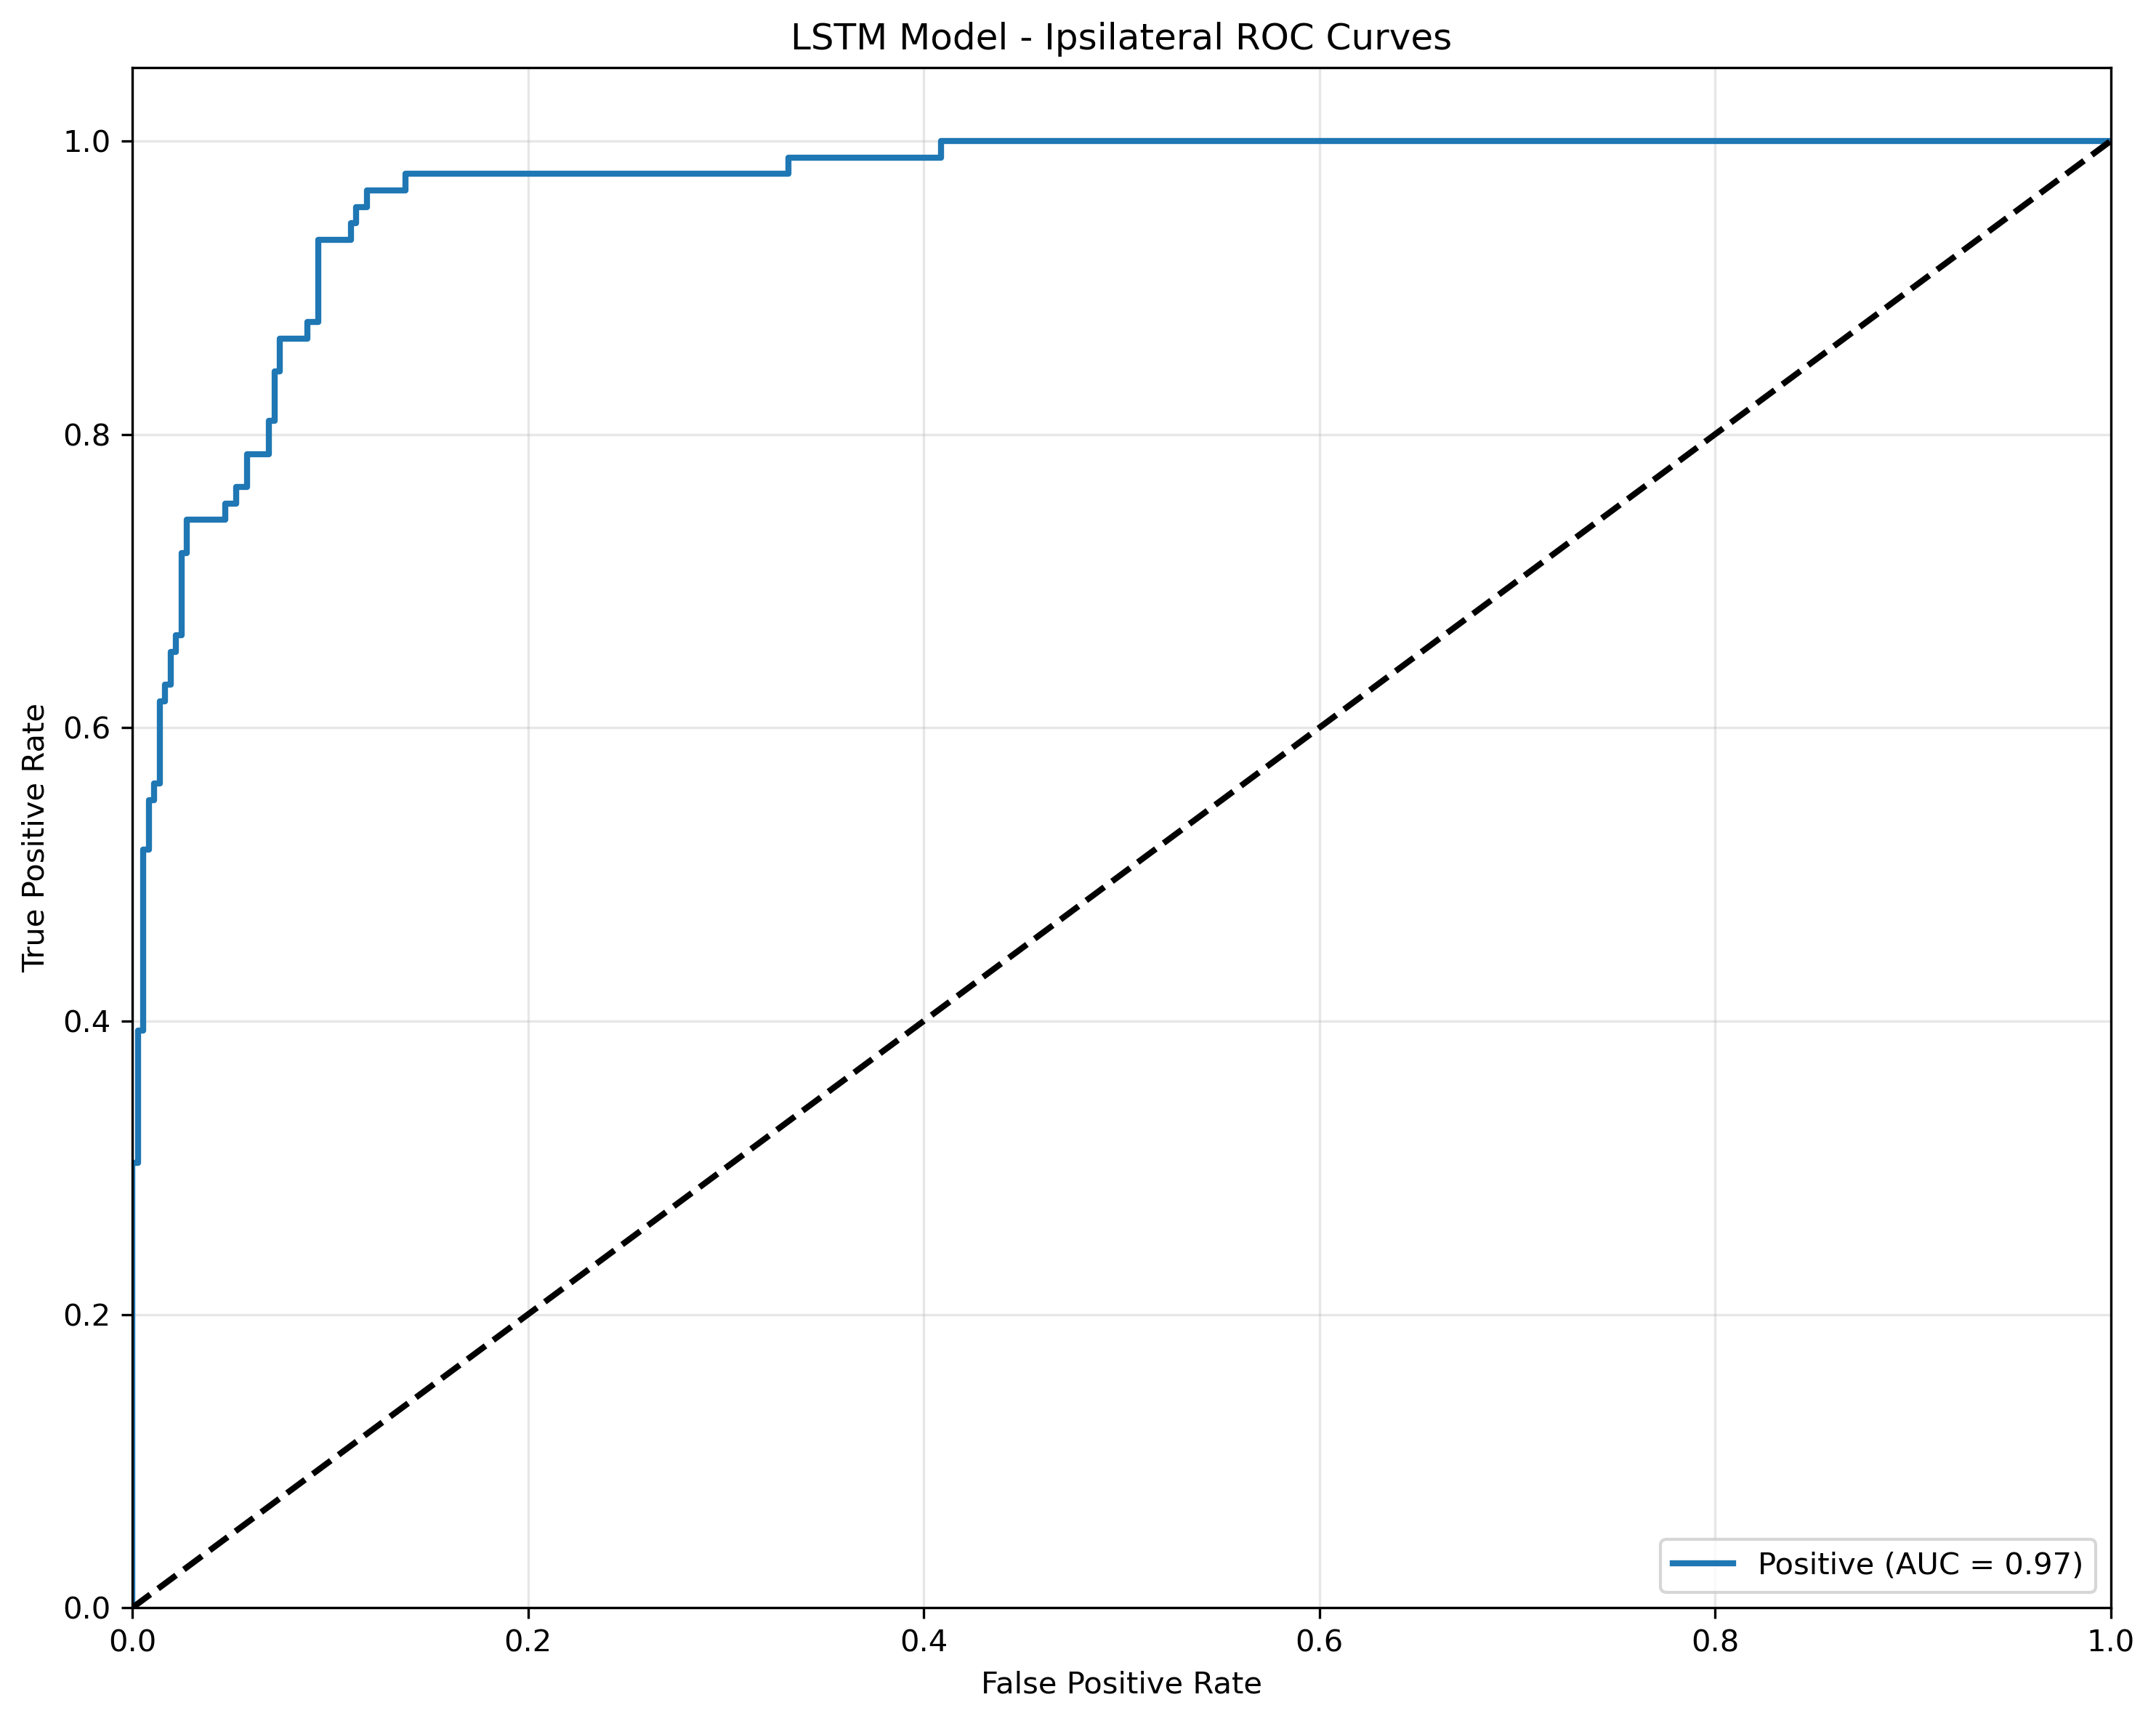 LSTM Model - Ipsilateral ROC Curves
1.0
0.8
0.6
0.4
0.2
0.0
True Positive Rate
Positive (AUC = 0.97)
0.0 0.2 0.4 0.6 0.8 1.0
False Positive Rate